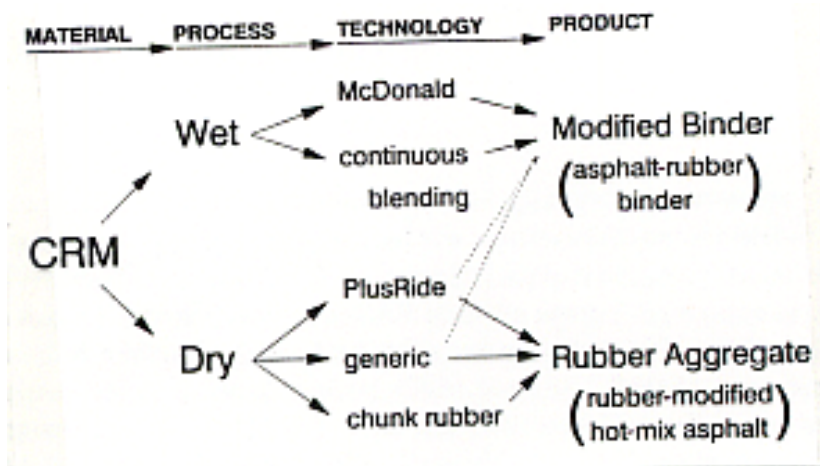 MATERIAL PROCESS TECHNOLOGY PRODUCT
McDonald
Wet
Modified Binder
continuous
blending
(asphalt-rubber
binder)
CRM
PlusRide
Dry
generic
Rubber Aggregate
chunk rubber
(rubber-modified
hot-mix asphalt)